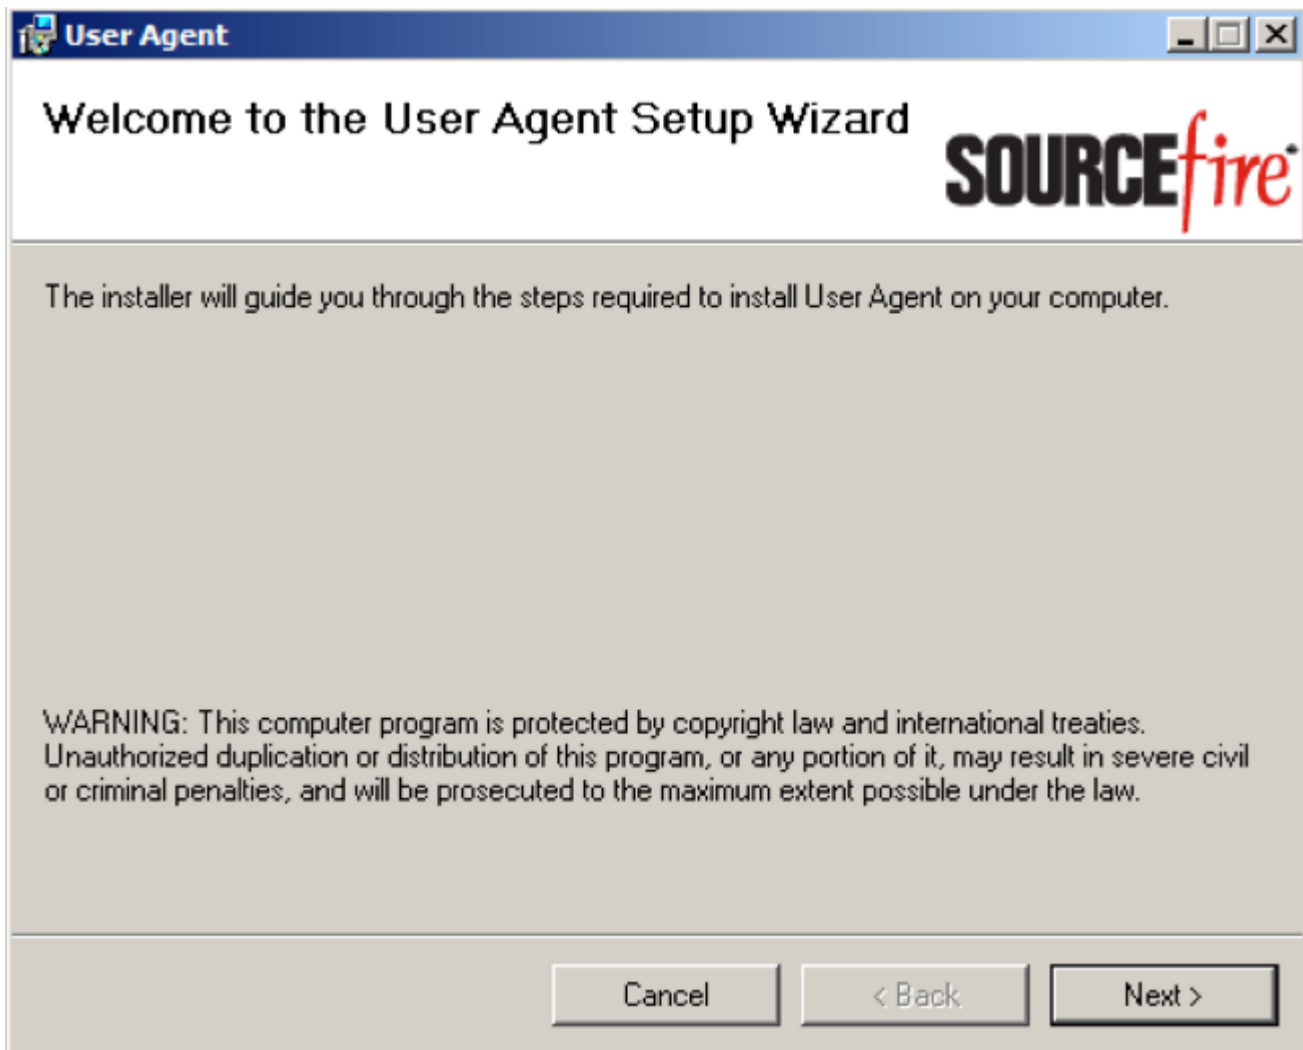 User Agent
Welcome to the User Agent Setup Wizard
SOURCEfire
The installer will guide you through the steps required to install User Agent on your computer.
WARNING: This computer program is protected by copyright law and international treaties.
Unauthorized duplication or distribution of this program, or any portion of it, may result in severe civil
or criminal penalties, and will be prosecuted to the maximum extent possible under the law.
Cancel
< Back
Next >